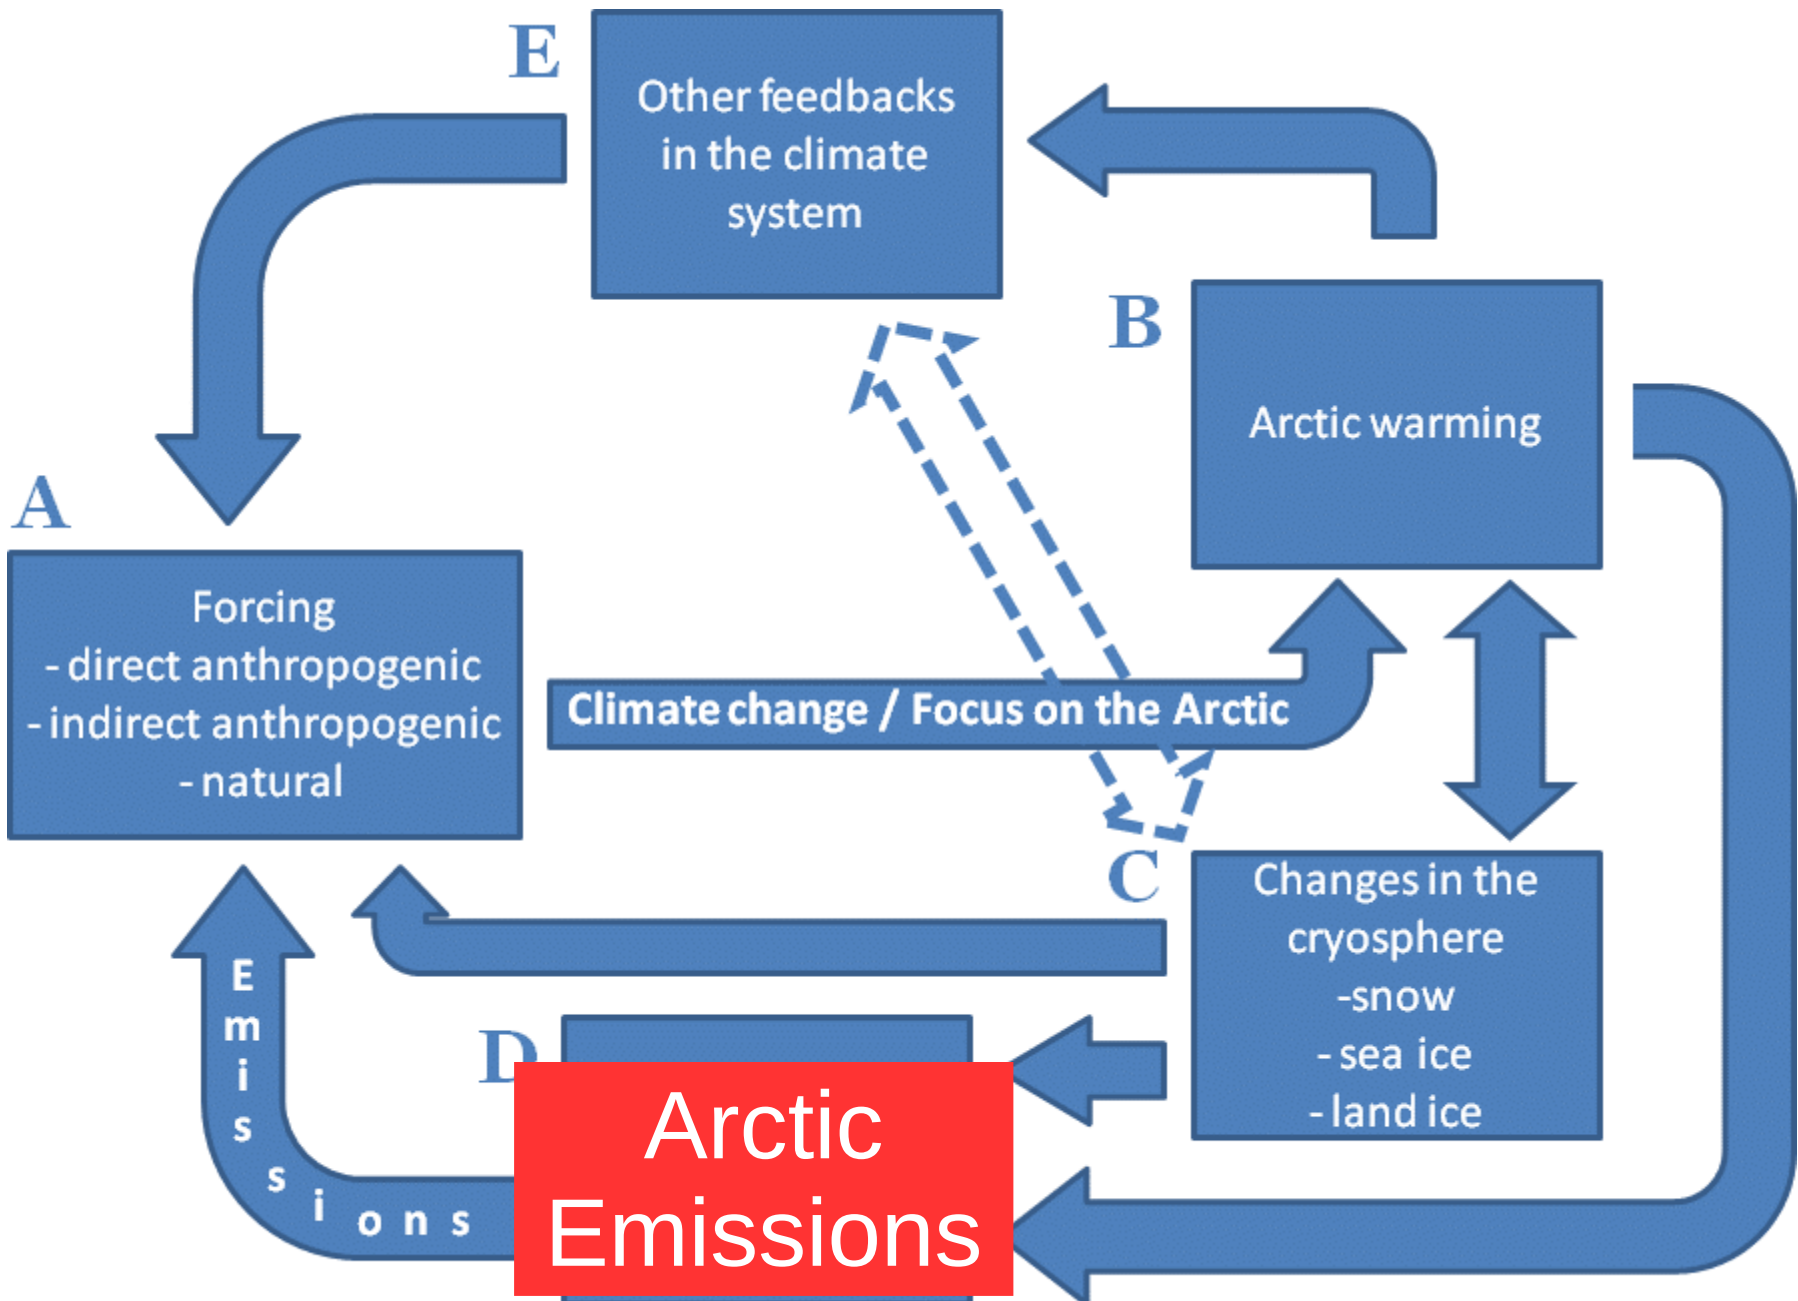 E
Other feedbacks
in the climate
system
B
Arctic warming
A
Forcing
- direct anthropogenic
- indirect anthropogenic
- natural
Climate change / Focus on the Arctic
C
Changes in the
cryosphere
-snow
- sea ice
- land ice
D
Arctic
Emissions
Emissions